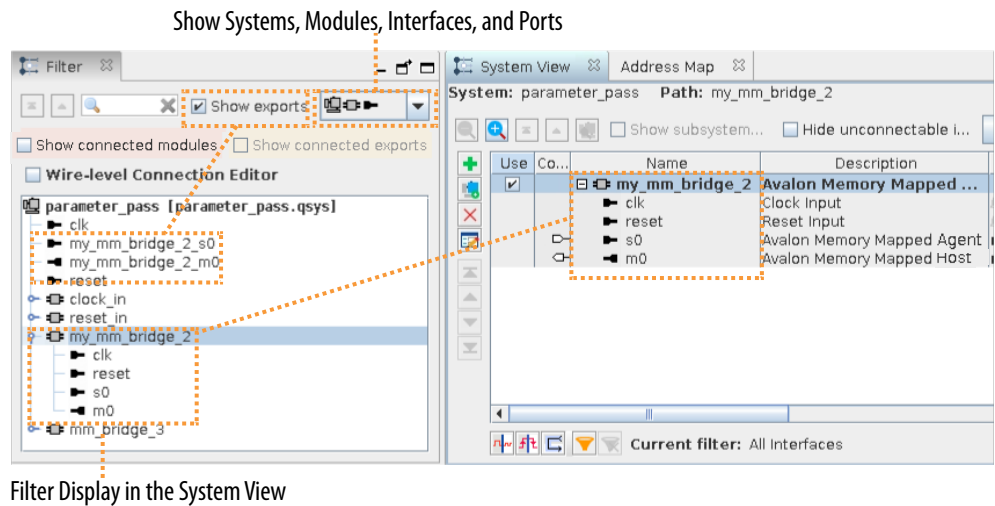 Show Systems, Modules, Interfaces, and Ports
Filter
Show exports
Show connected modules
Show connected exports
Wire-level Connection Editor
parameter_pass [parameter_pass.qsys]
clk
my_mm_bridge_2_s0
my_mm_bridge_2_m0
reset
clock_in
reset_in
my_mm_bridge_2
clk
reset
s0
m0
mm_bridge_3
System View
Address Map
System: parameter_pass Path: my_mm_bridge_2
Show subsystem... Hide unconnectable i...
Use Co... Name Description
my_mm_bridge_2 Avalon Memory Mapped ...
clk Clock Input
reset Reset Input
s0 Avalon Memory Mapped Agent
m0 Avalon Memory Mapped Host
Current filter: All Interfaces
Filter Display in the System View